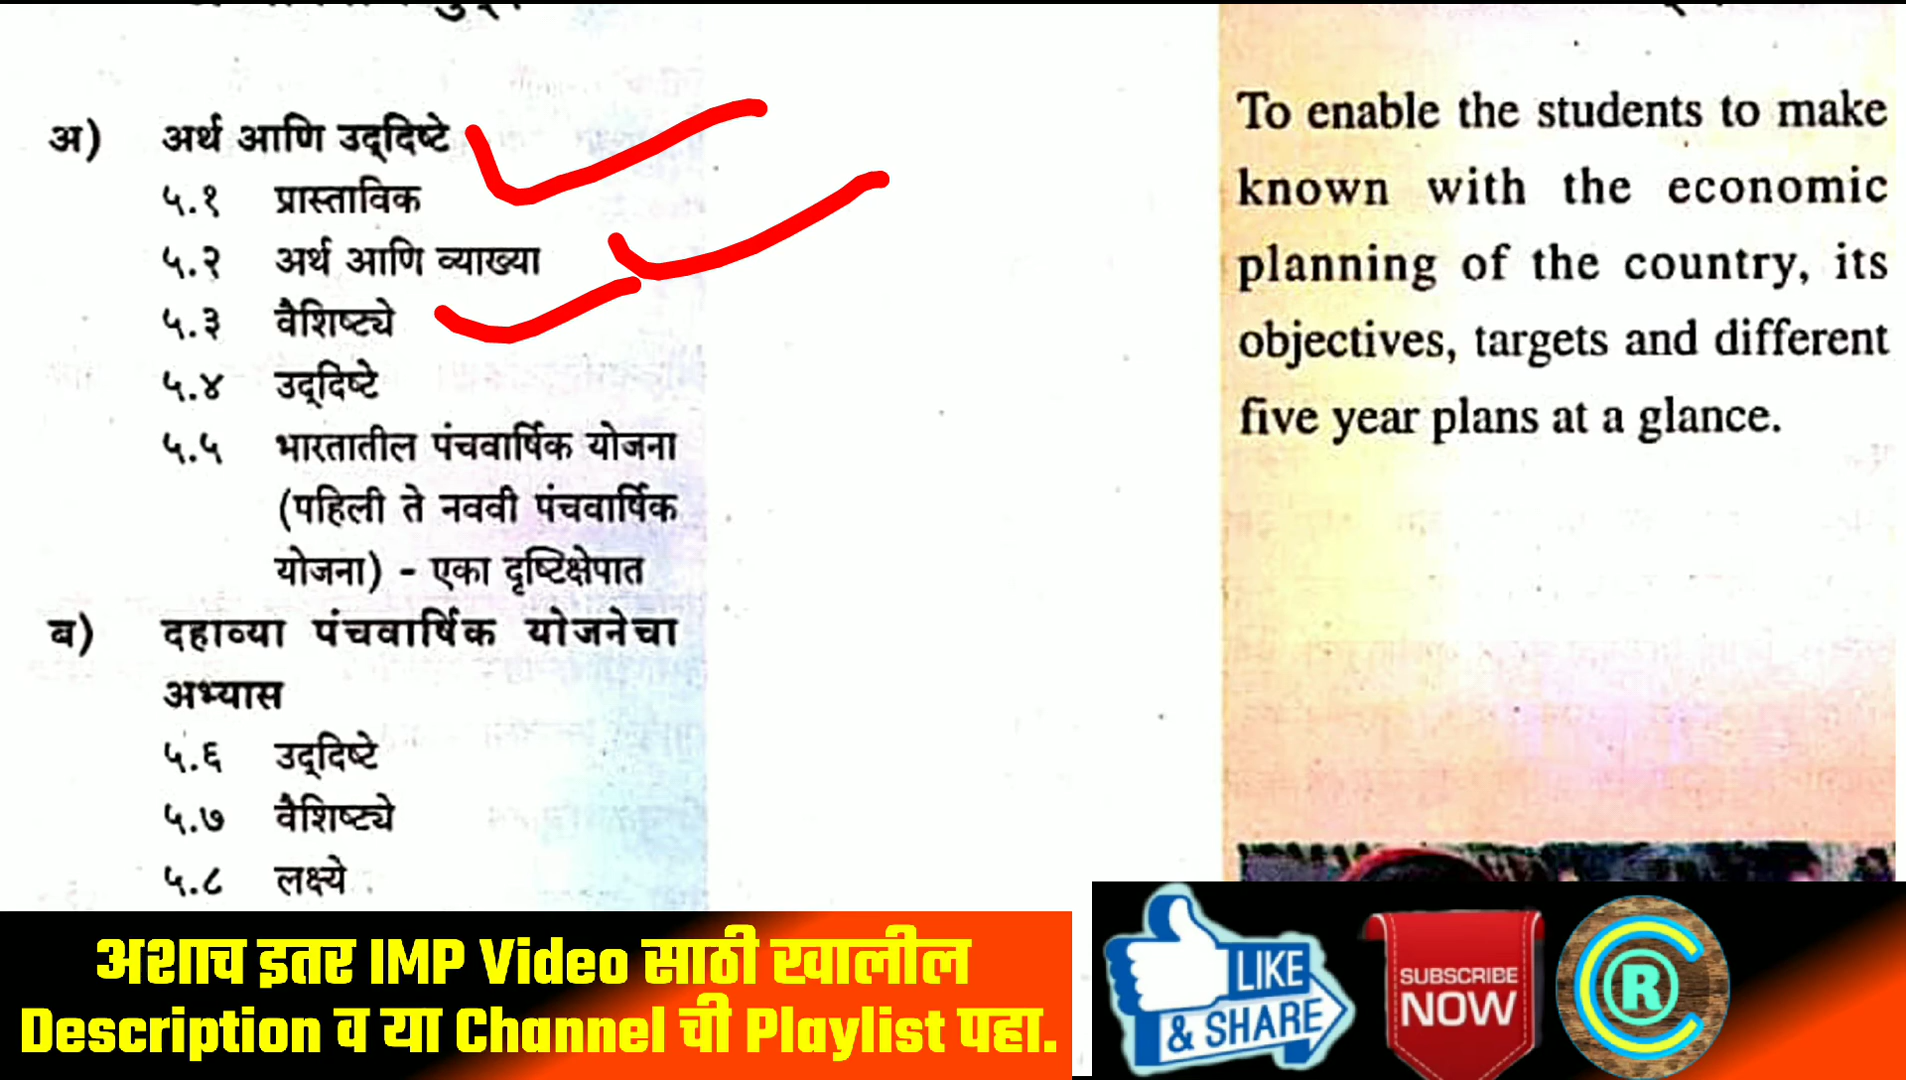 अ) अर्थ आणि उद्दिष्टे
५.१ प्रास्ताविक
५.२ अर्थ आणि व्याख्या
५.३ वैशिष्ट्ये
५.४ उद्दिष्टे
५.५ भारतातील पंचवार्षिक योजना
(पहिली ते नववी पंचवार्षिक
योजना) - एका दृष्टिक्षेपात
ब) दहाव्या पंचवार्षिक योजनेचा
अभ्यास
५.६ उद्दिष्टे
५.७ वैशिष्ट्ये
५.८ लक्ष्ये
To enable the students to make
known with the economic
planning of the country, its
objectives, targets and different
five year plans at a glance.
अशाच इतर IMP Video साठी खालील
Description व या Channel ची Playlist पहा.
LIKE
& SHARE
SUBSCRIBE
NOW
R